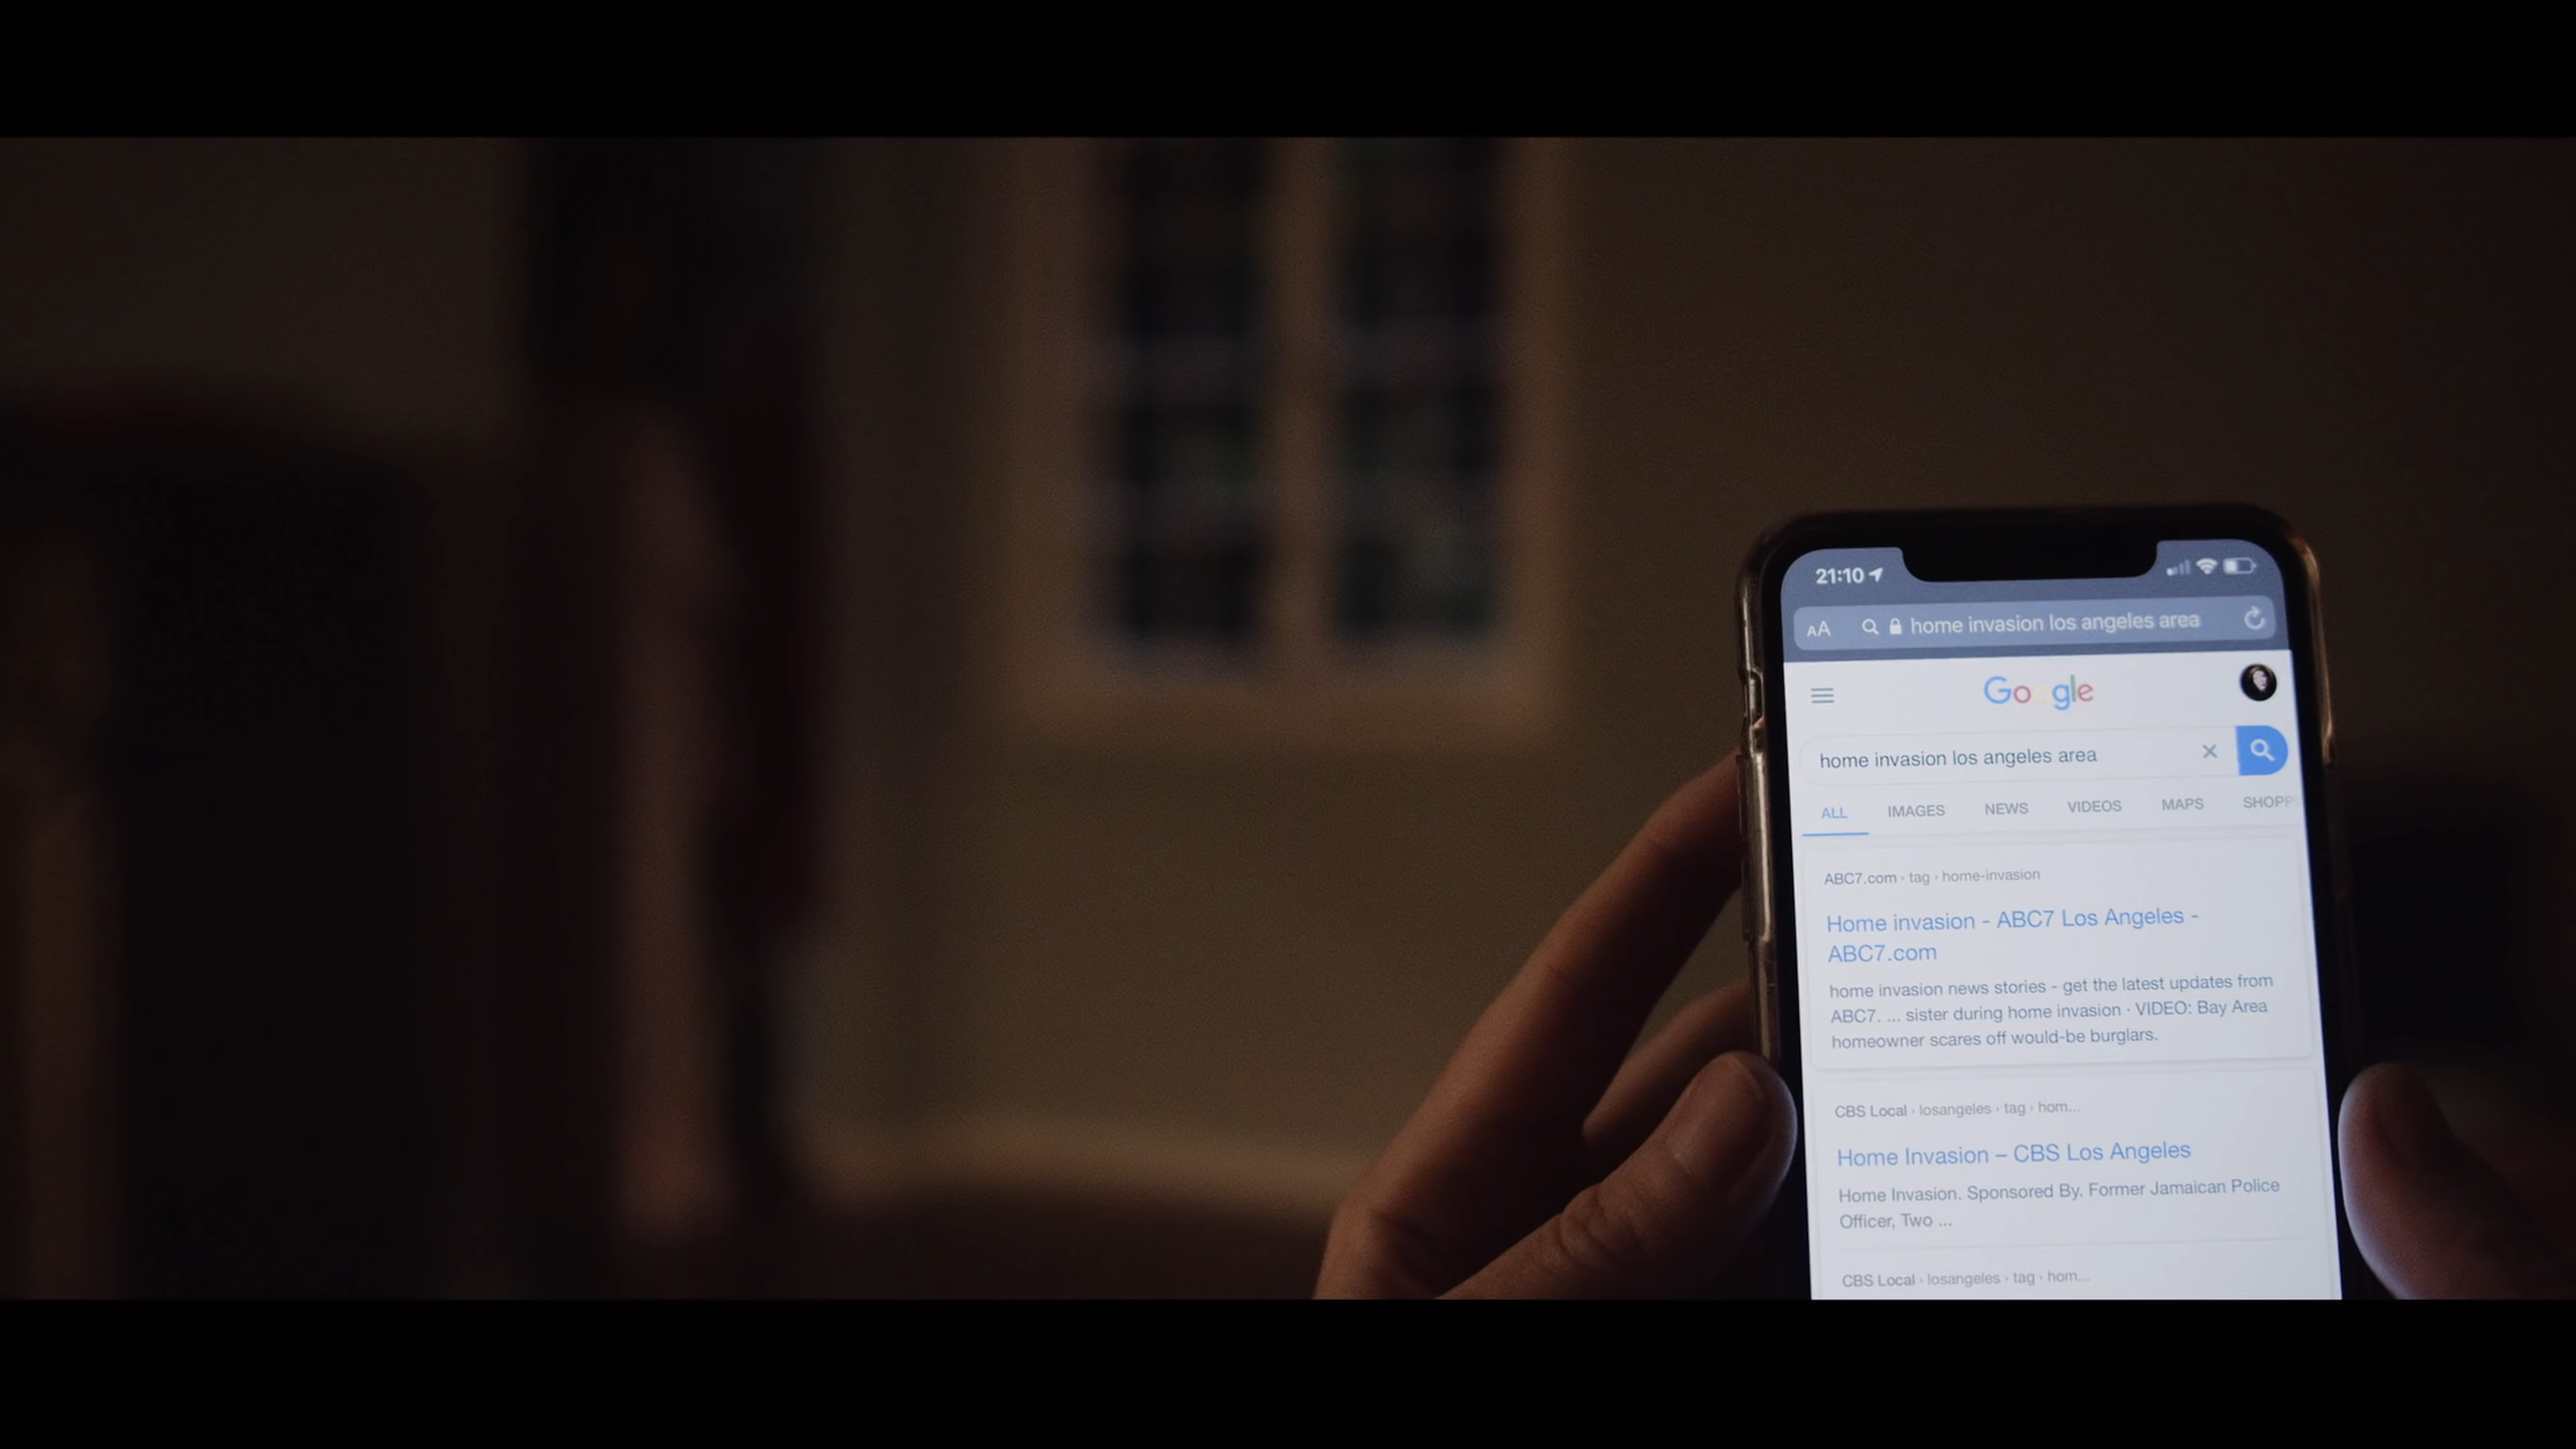 21:10
AA home invasion los angeles area
Google
home invasion los angeles area
ALL IMAGES NEWS VIDEOS MAPS
ABC7.com › tag › home-invasion
Home invasion - ABC7 Los Angeles -
ABC7.com
home invasion news stories - get the latest updates from
ABC7. ... sister during home invasion · VIDEO: Bay Area
homeowner scares off would-be burglars.
CBS Local › losangeles › tag › hom...
Home Invasion – CBS Los Angeles
Home Invasion. Sponsored By. Former Jamaican Police
Officer, Two ...
CBS Local › losangeles › tag › hom...